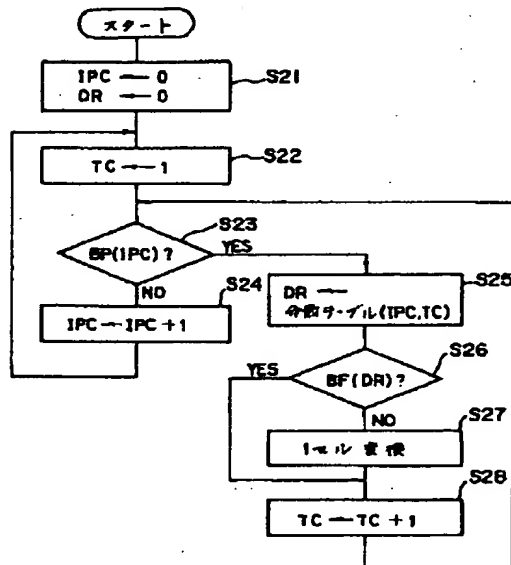 スタート
IPC ← 0
DR ← 0
S21
TC ← 1
S22
BP(IPC)?
S23
YES
NO
S24
IPC ← IPC + 1
DR ←
分散テーブル(IPC,TC)
S25
BF(DR)?
S26
YES
NO
S27
1セル 変換
S28
TC ← TC + 1